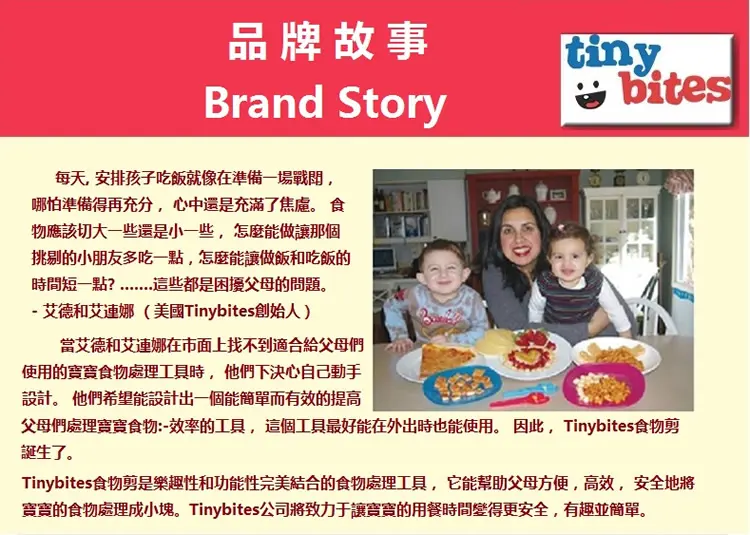 品牌故事
Brand Story
tiny
bites
每天, 安排孩子吃飯就像在準備一場戰鬥，
哪怕準備得再充分， 心中還是充滿了焦慮。 食
物應該切大一些還是小一些， 怎麼能做讓那個
挑剔的小朋友多吃一點，怎麼能讓做飯和吃飯的
時間短一點? .......這些都是困擾父母的問題。
- 艾德和艾連娜 （ 美國Tinybites創始人 ）
當艾德和艾連娜在市面上找不到適合給父母們
使用的寶寶食物處理工具時， 他們下決心自己動手
設計。 他們希望能設計出一個能簡單而有效的提高
父母們處理寶寶食物:-效率的工具， 這個工具最好能在外出時也能使用。 因此， Tinybites食物剪
誕生了。
Tinybites食物剪是樂趣性和功能性完美結合的食物處理工具， 它能幫助父母方便，高效， 安全地將
寶寶的食物處理成小塊。Tinybites公司將致力于讓寶寶的用餐時間變得更安全，有趣並簡單。